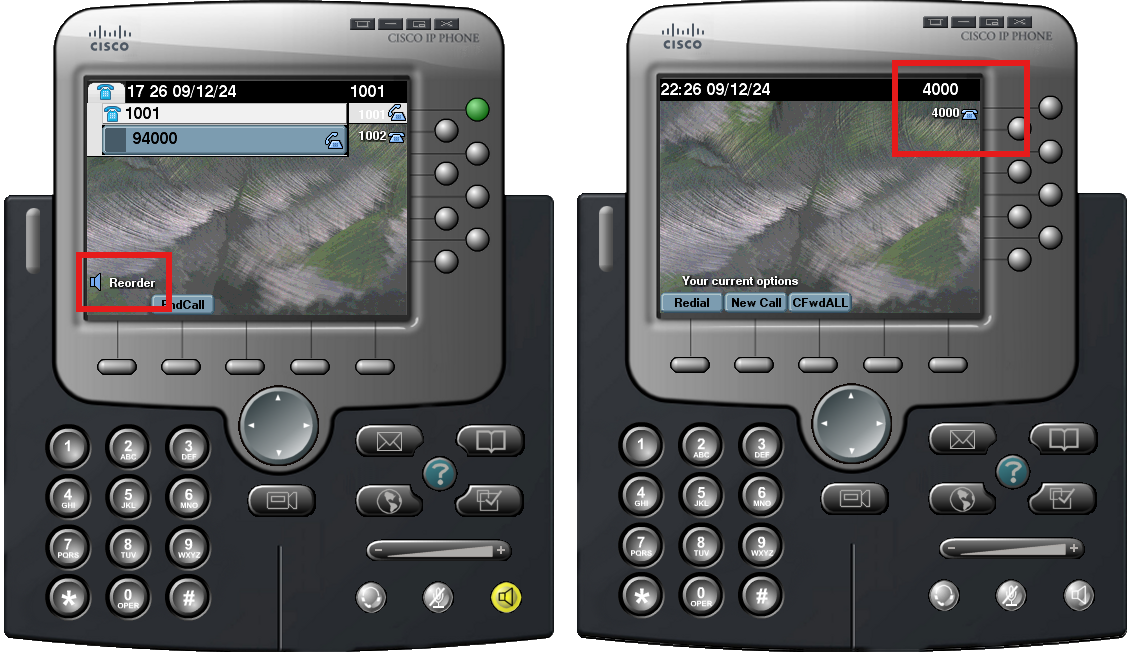 CISCO
CISCO IP PHONE
17 26 09/12/24 1001
1001 1001
94000 1002
Reorder
EndCall
1
2 ABC
3 DEF
4 GHI
5 JKL
6 MNO
7 PQRS
8 TUV
9 WXYZ
*
0 OPER
#
?
- +
CISCO
CISCO IP PHONE
22:26 09/12/24 4000
4000
Your current options
Redial New Call CFwdALL
1
2 ABC
3 DEF
4 GHI
5 JKL
6 MNO
7 PQRS
8 TUV
9 WXYZ
*
0 OPER
#
?
- +